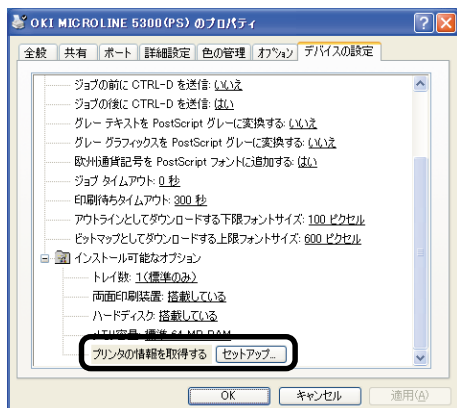 OKI MICROLINE 5300(PS) のプロパティ
全般 共有 ポート 詳細設定 色の管理 オプション デバイスの設定
ジョブの前に CTRL-D を送信: いいえ
ジョブの後に CTRL-D を送信: はい
グレー テキストを PostScript グレーに変換する: いいえ
グレー グラフィックスを PostScript グレーに変換する: いいえ
欧州通貨記号を PostScript フォントに追加する: はい
ジョブ タイムアウト: 0 秒
印刷待ちタイムアウト: 300 秒
アウトラインとしてダウンロードする下限フォントサイズ: 100 ピクセル
ビットマップとしてダウンロードする上限フォントサイズ: 600 ピクセル
インストール可能なオプション
トレイ数: 1(標準のみ)
両面印刷装置: 搭載している
ハードディスク: 搭載している
メモリ容量: 標準 64 MB RAM
プリンタの情報を取得する セットアップ...
OK キャンセル 適用(A)